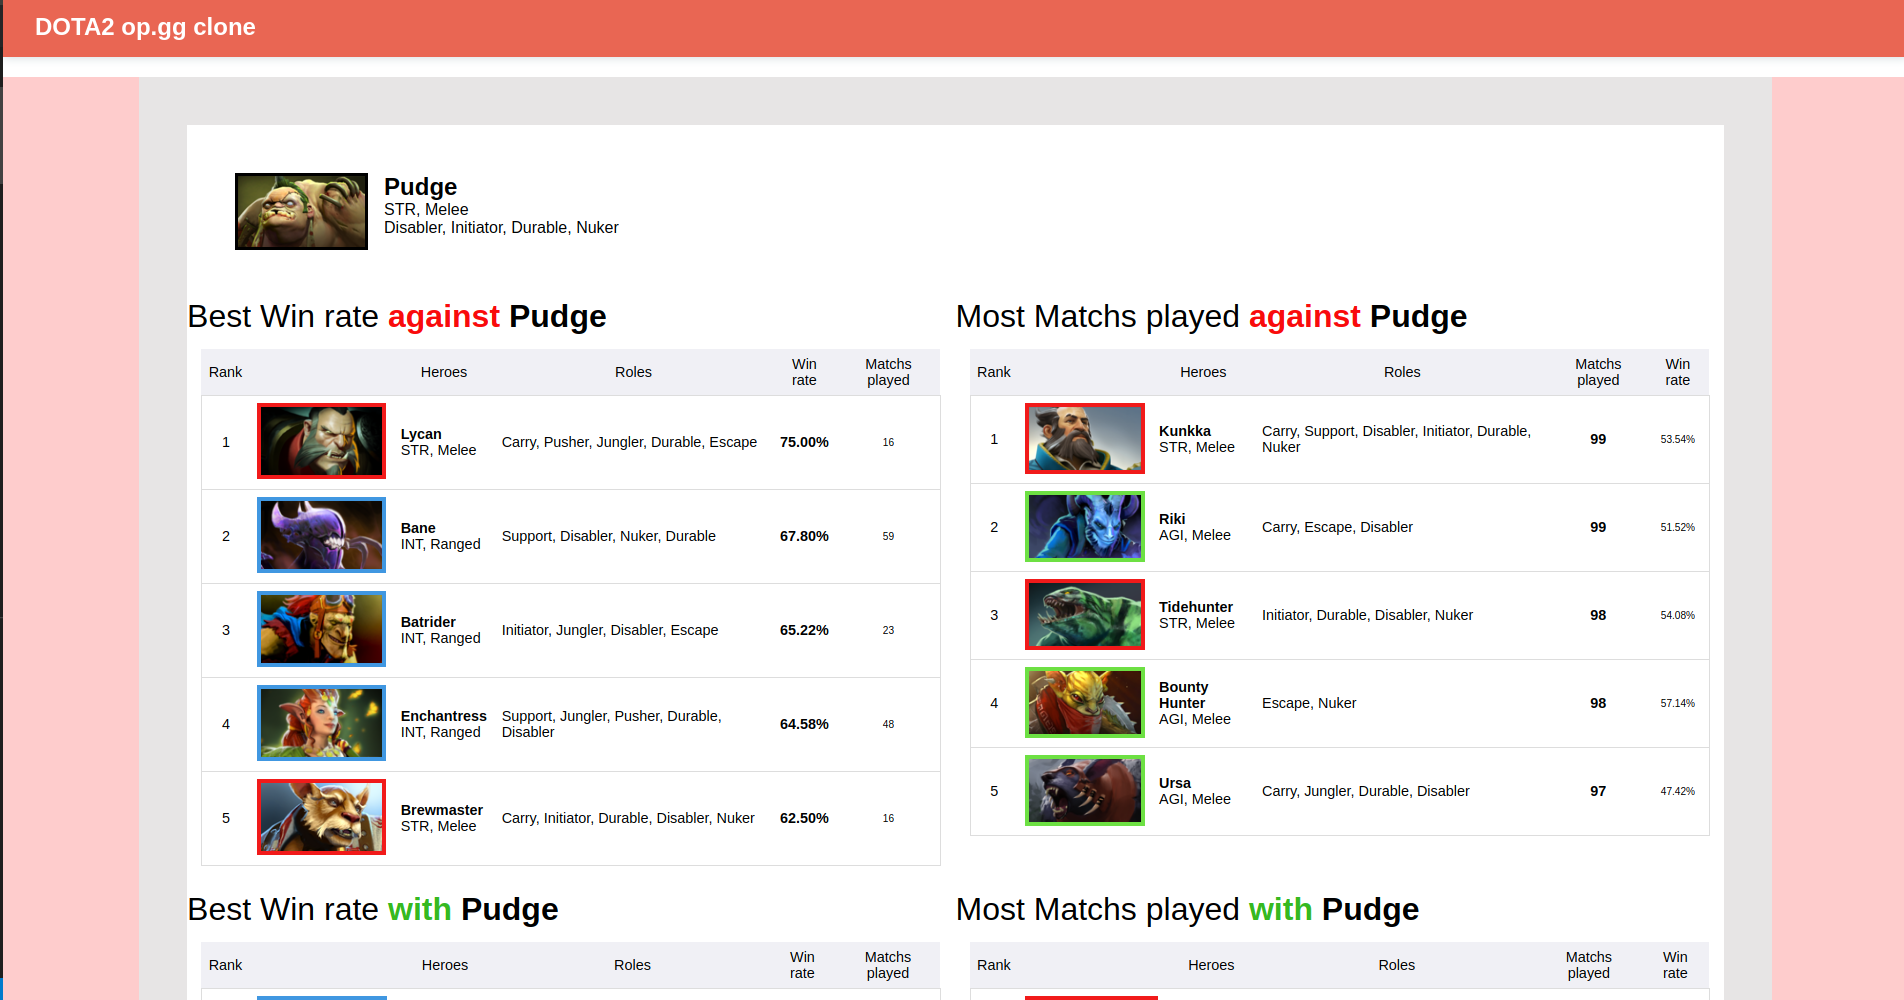 DOTA2 op.gg clone
Pudge
STR, Melee
Disabler, Initiator, Durable, Nuker
Best Win rate against Pudge
Rank Heroes Roles Win rate Matchs played
1 Lycan Carry, Pusher, Jungler, Durable, Escape 75.00% 16
STR, Melee
2 Bane Support, Disabler, Nuker, Durable 67.80% 59
INT, Ranged
3 Batrider Initiator, Jungler, Disabler, Escape 65.22% 23
INT, Ranged
4 Enchantress Support, Jungler, Pusher, Durable, 64.58% 48
INT, Ranged Disabler
5 Brewmaster Carry, Initiator, Durable, Disabler, Nuker 62.50% 16
STR, Melee
Most Matchs played against Pudge
Rank Heroes Roles Matchs played Win rate
1 Kunkka Carry, Support, Disabler, Initiator, Durable, 99 53.54%
STR, Melee Nuker
2 Riki Carry, Escape, Disabler 99 51.52%
AGI, Melee
3 Tidehunter Initiator, Durable, Disabler, Nuker 98 54.08%
STR, Melee
4 Bounty Escape, Nuker 98 57.14%
Hunter
AGI, Melee
5 Ursa Carry, Jungler, Durable, Disabler 97 47.42%
AGI, Melee
Best Win rate with Pudge
Rank Heroes Roles Win rate Matchs played
Most Matchs played with Pudge
Rank Heroes Roles Matchs played Win rate